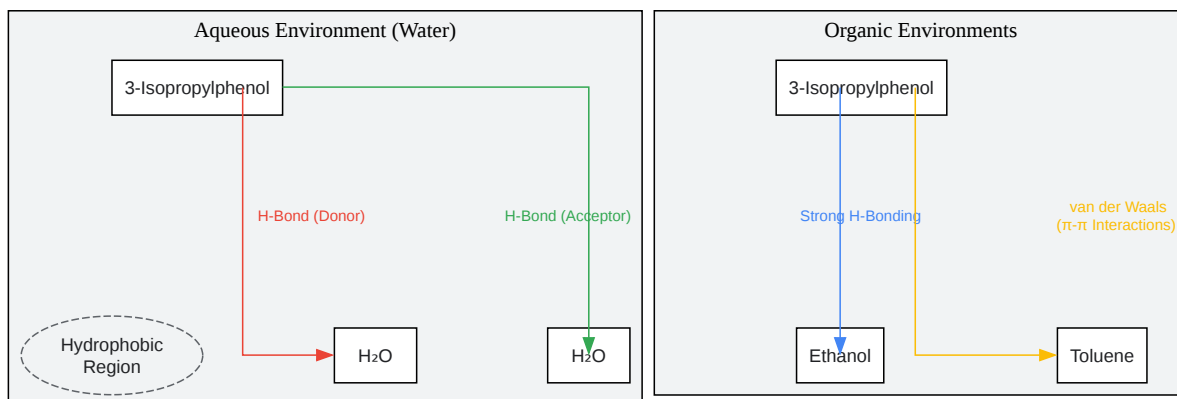 Aqueous Environment (Water)
3-Isopropylphenol
H-Bond (Donor)
H-Bond (Acceptor)
Hydrophobic
Region
H₂O
H₂O
Organic Environments
3-Isopropylphenol
Strong H-Bonding
van der Waals
(π-π Interactions)
Ethanol
Toluene